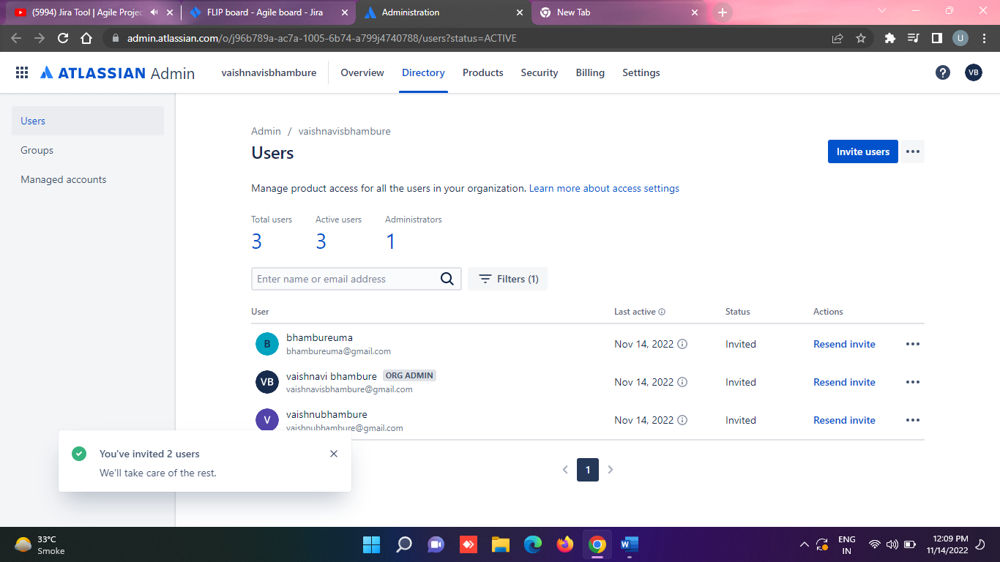 (5994) Jira Tool | Agile Projec
FLIP board - Agile board - Jira
Administration
New Tab
admin.atlassian.com/o/j96b789a-ac7a-1005-6b74-a799j4740788/users?status=ACTIVE
U
ATLASSIAN Admin
vaishnavisbhambure
Overview
Directory
Products
Security
Billing
Settings
?
VB
Users
Groups
Managed accounts
Admin / vaishnavisbhambure
Users
Invite users
Manage product access for all the users in your organization. Learn more about access settings
Total users
Active users
Administrators
3
3
1
Enter name or email address
Filters (1)
User
Last active
Status
Actions
B
bhambureuma
bhambureuma@gmail.com
Nov 14, 2022
Invited
Resend invite
VB
vaishnavi bhambure ORG ADMIN
vaishnavisbhambure@gmail.com
Nov 14, 2022
Invited
Resend invite
V
vaishnubhambure
vaishnubhambure@gmail.com
Nov 14, 2022
Invited
Resend invite
You've invited 2 users
We'll take care of the rest.
1
33°C
Smoke
ENG
IN
12:09 PM
11/14/2022